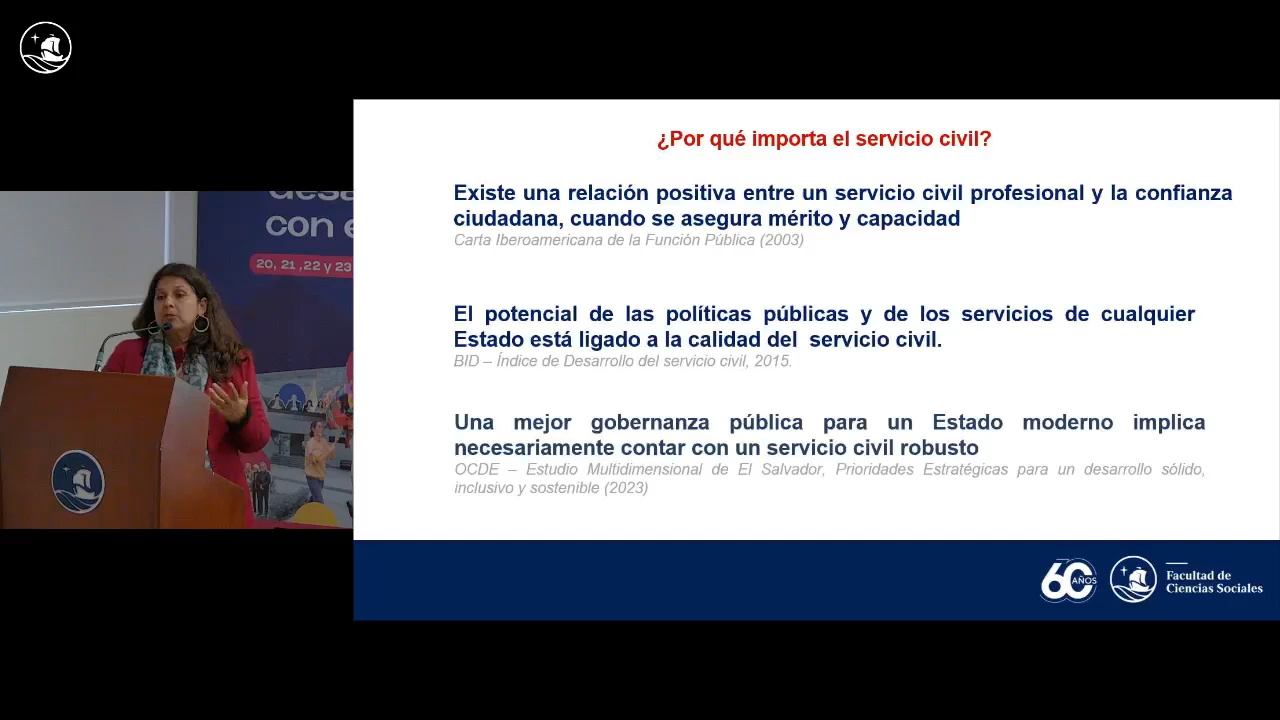 ¿Por qué importa el servicio civil?
Existe una relación positiva entre un servicio civil profesional y la confianza
ciudadana, cuando se asegura mérito y capacidad
Carta Iberoamericana de la Función Pública (2003)
El potencial de las políticas públicas y de los servicios de cualquier
Estado está ligado a la calidad del servicio civil.
BID – Índice de Desarrollo del servicio civil, 2015.
Una mejor gobernanza pública para un Estado moderno implica
necesariamente contar con un servicio civil robusto
OCDE – Estudio Multidimensional de El Salvador, Prioridades Estratégicas para un desarrollo sólido,
inclusivo y sostenible (2023)
con e
20, 21 ,22 y 23
60 AÑOS
Facultad de
Ciencias Sociales